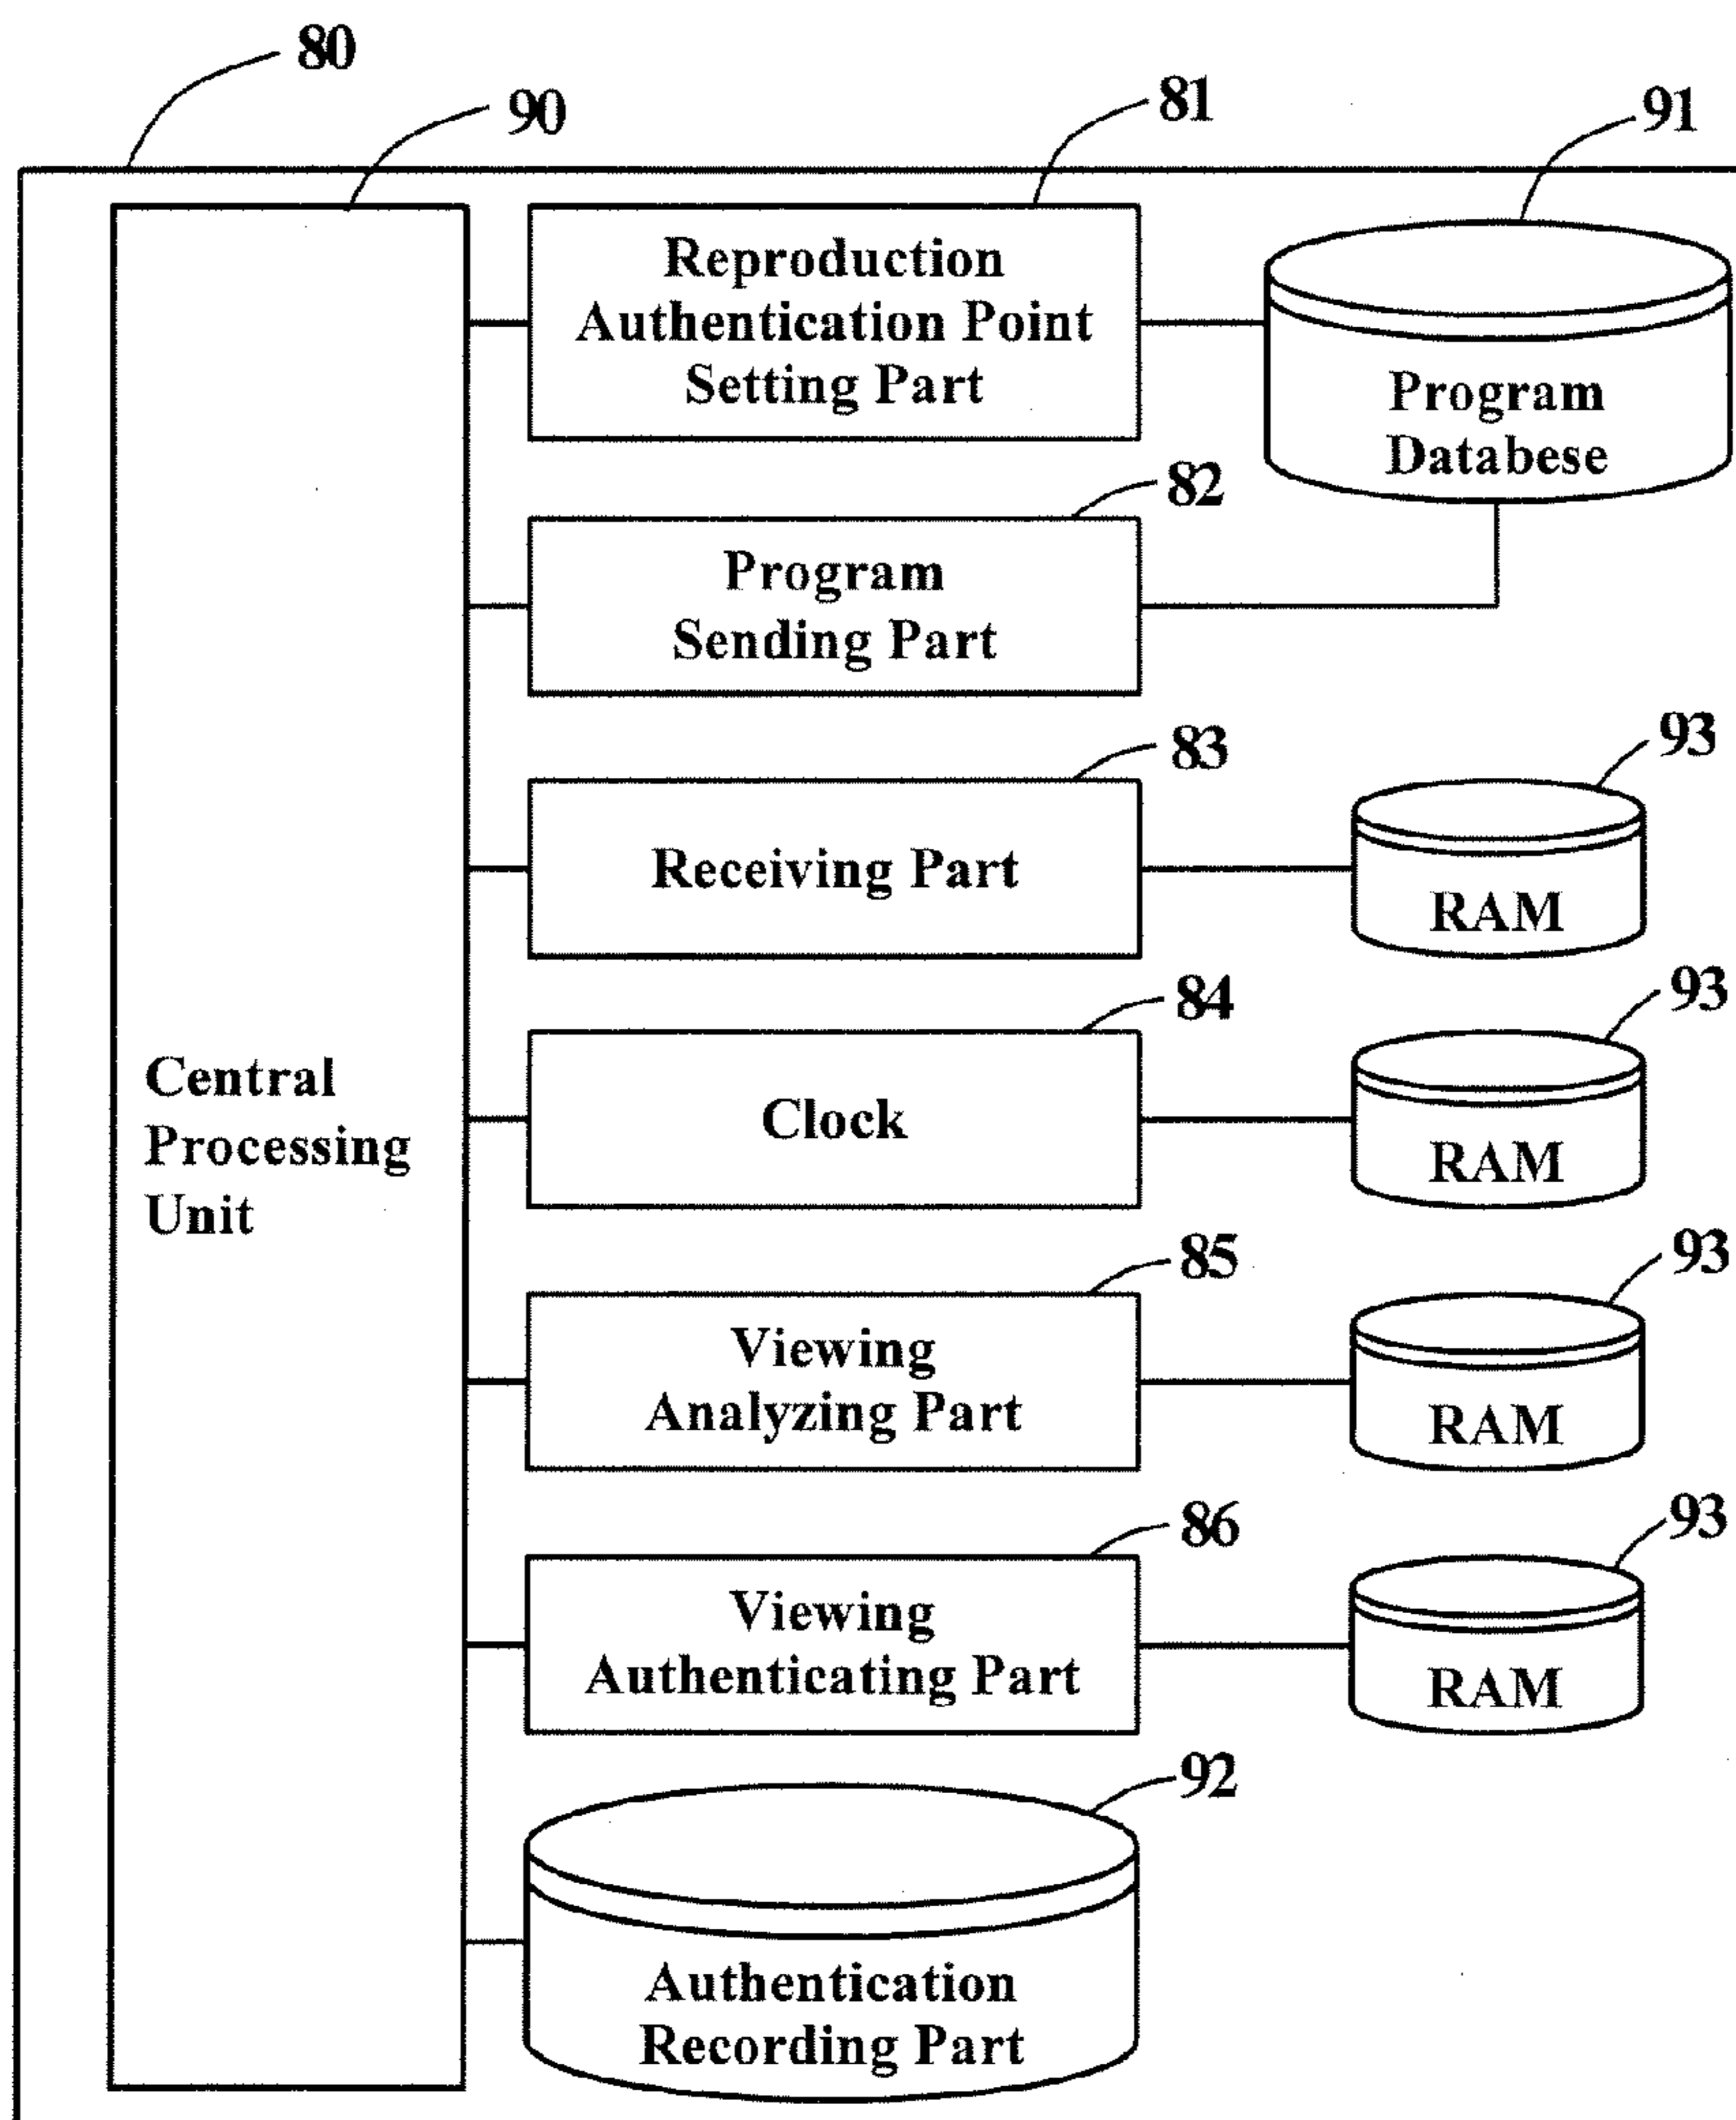 80
90
81
91
Reproduction
Authentication Point
Setting Part
Program
Databese
82
Program
Sending Part
83
93
Receiving Part
RAM
84
93
Central
Processing
Unit
Clock
RAM
85
93
Viewing
Analyzing Part
RAM
86
93
Viewing
Authenticating Part
RAM
92
Authentication
Recording Part